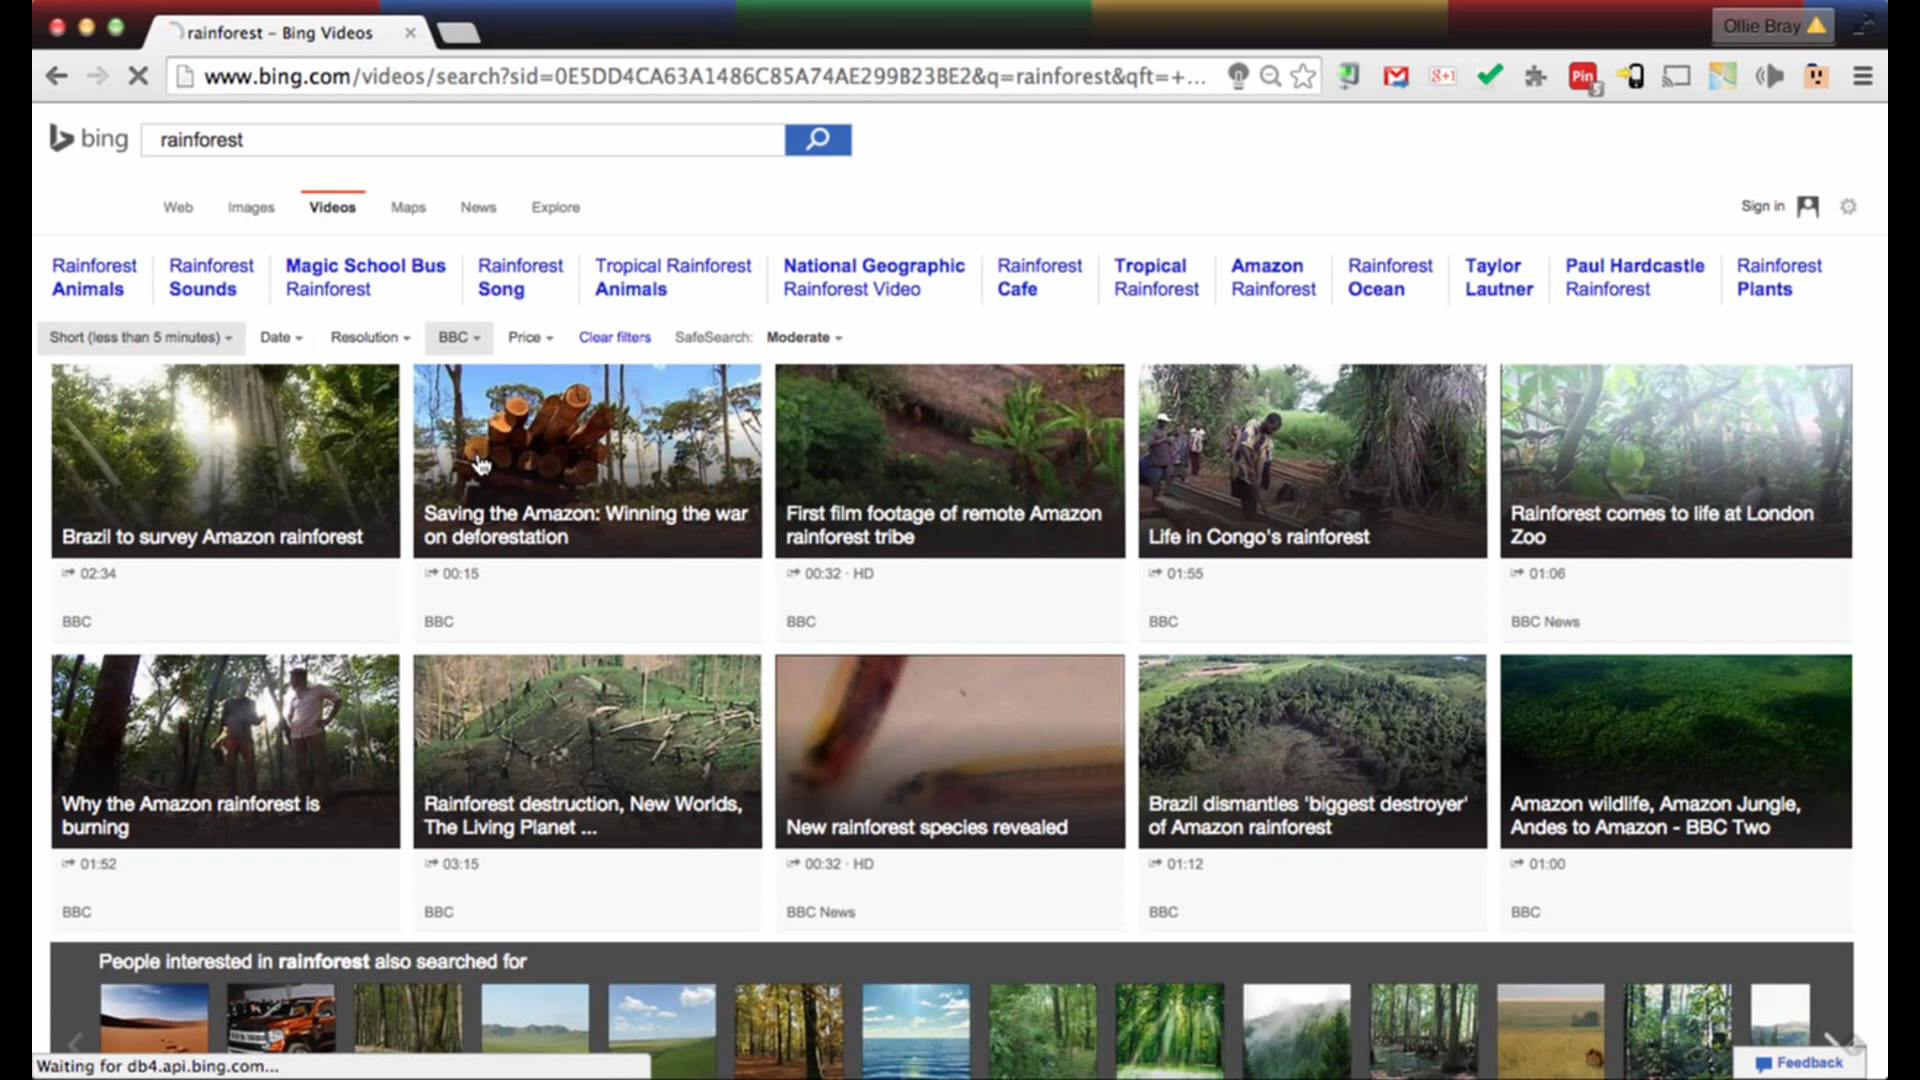 rainforest – Bing Videos
Ollie Bray
www.bing.com/videos/search?sid=0E5DD4CA63A1486C85A74AE299B23BE2&q=rainforest&qft=+...
g+1
Pin
5
bing
rainforest
Web
Images
Videos
Maps
News
Explore
Sign in
Rainforest
Animals
Rainforest
Sounds
Magic School Bus
Rainforest
Rainforest
Song
Tropical Rainforest
Animals
National Geographic
Rainforest Video
Rainforest
Cafe
Tropical
Rainforest
Amazon
Rainforest
Rainforest
Ocean
Taylor
Lautner
Paul Hardcastle
Rainforest
Rainforest
Plants
Short (less than 5 minutes)
Date
Resolution
BBC
Price
Clear filters
SafeSearch:
Moderate
Brazil to survey Amazon rainforest
02:34
BBC
Saving the Amazon: Winning the war
on deforestation
00:15
BBC
First film footage of remote Amazon
rainforest tribe
00:32 · HD
BBC
Life in Congo's rainforest
01:55
BBC
Rainforest comes to life at London
Zoo
01:06
BBC News
Why the Amazon rainforest is
burning
01:52
BBC
Rainforest destruction, New Worlds,
The Living Planet ...
03:15
BBC
New rainforest species revealed
00:32 · HD
BBC News
Brazil dismantles 'biggest destroyer'
of Amazon rainforest
01:12
BBC
Amazon wildlife, Amazon Jungle,
Andes to Amazon - BBC Two
01:00
BBC
People interested in rainforest also searched for
Waiting for db4.api.bing.com...
Feedback